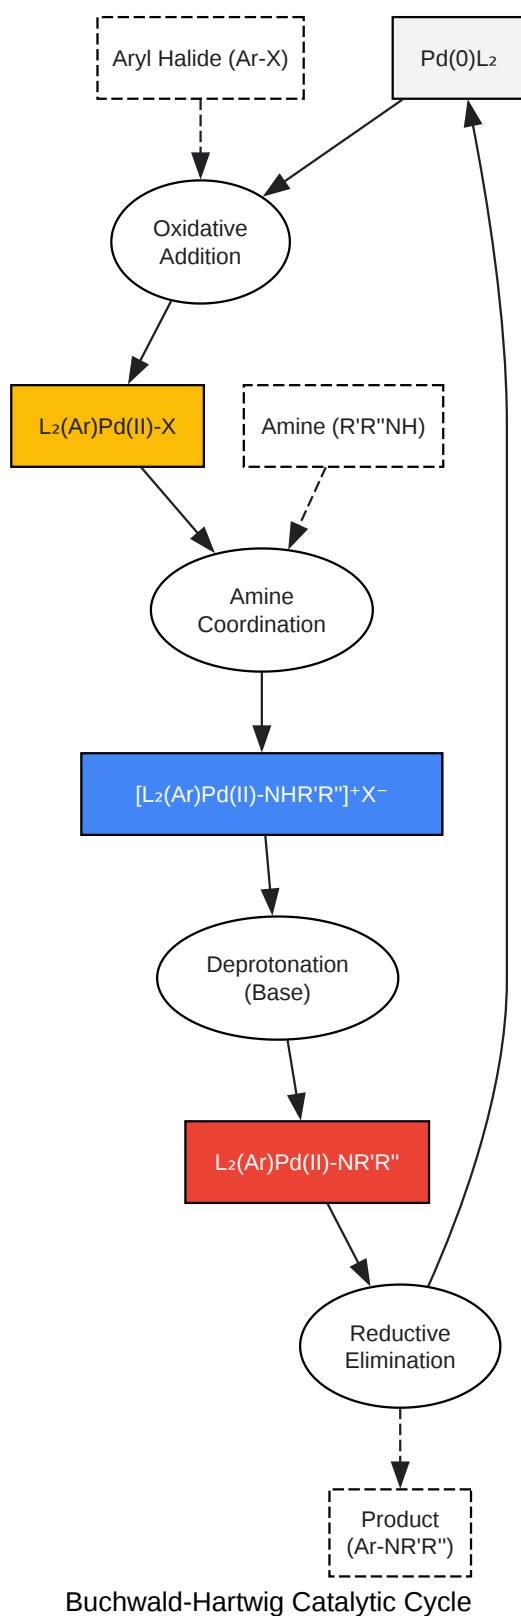 Aryl Halide (Ar-X)
Pd(0)L₂
Oxidative
Addition
L₂(Ar)Pd(II)-X
Amine (R'R"NH)
Amine
Coordination
[L₂(Ar)Pd(II)-NHR'R"]⁺X⁻
Deprotonation
(Base)
L₂(Ar)Pd(II)-NR'R"
Reductive
Elimination
Product
(Ar-NR'R")
Buchwald-Hartwig Catalytic Cycle